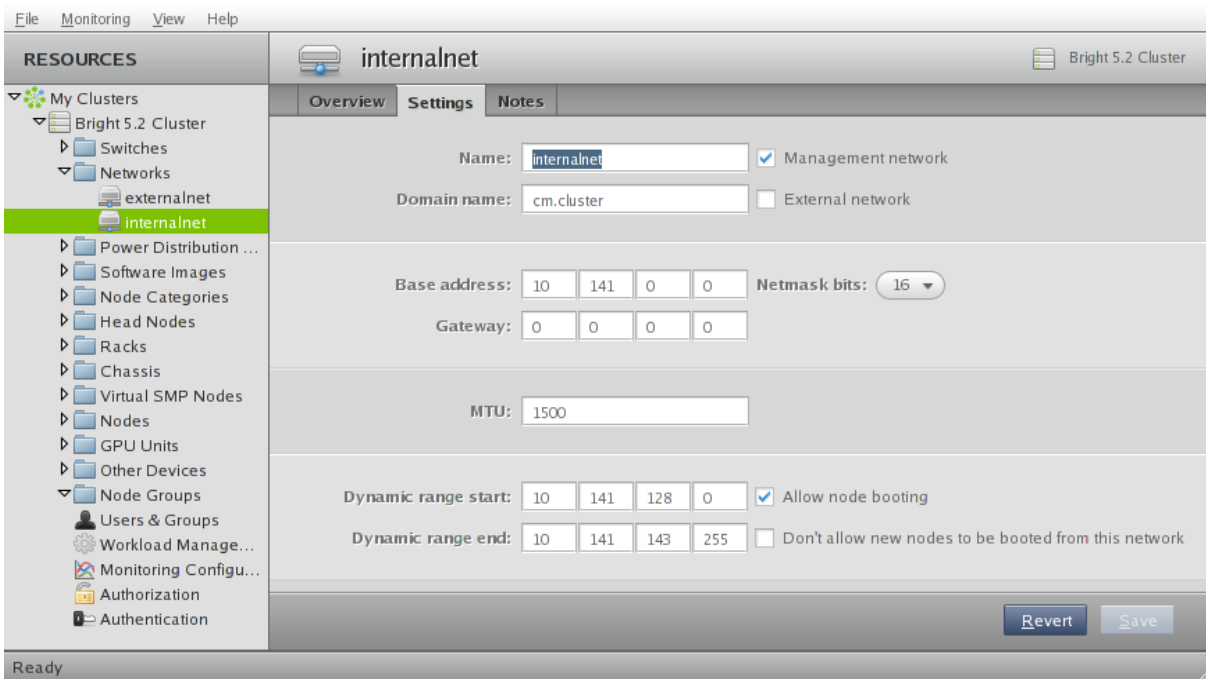 File Monitoring View Help
RESOURCES
internalnet
Bright 5.2 Cluster
My Clusters
Bright 5.2 Cluster
Switches
Networks
externalnet
internalnet
Power Distribution ...
Software Images
Node Categories
Head Nodes
Racks
Chassis
Virtual SMP Nodes
Nodes
GPU Units
Other Devices
Node Groups
Users & Groups
Workload Manage...
Monitoring Configu...
Authorization
Authentication
Overview Settings Notes
Name: internalnet Management network
Domain name: cm.cluster External network
Base address: 10 141 0 0 Netmask bits: 16
Gateway: 0 0 0 0
MTU: 1500
Dynamic range start: 10 141 128 0 Allow node booting
Dynamic range end: 10 141 143 255 Don't allow new nodes to be booted from this network
Revert Save
Ready